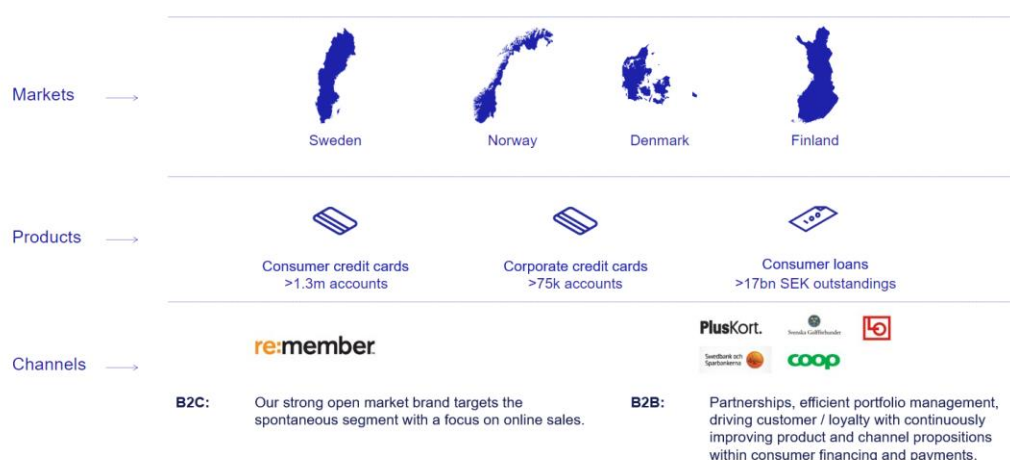 Markets
Sweden
Norway
Denmark
Finland
Products
Consumer credit cards
>1.3m accounts
Corporate credit cards
>75k accounts
Consumer loans
>17bn SEK outstandings
100
Channels
re:member
PlusKort.
Svenska Golfförbundet
LO
Swedbank och
Sparbankerna
coop
B2C:
Our strong open market brand targets the
spontaneous segment with a focus on online sales.
B2B:
Partnerships, efficient portfolio management,
driving customer / loyalty with continuously
improving product and channel propositions
within consumer financing and payments.